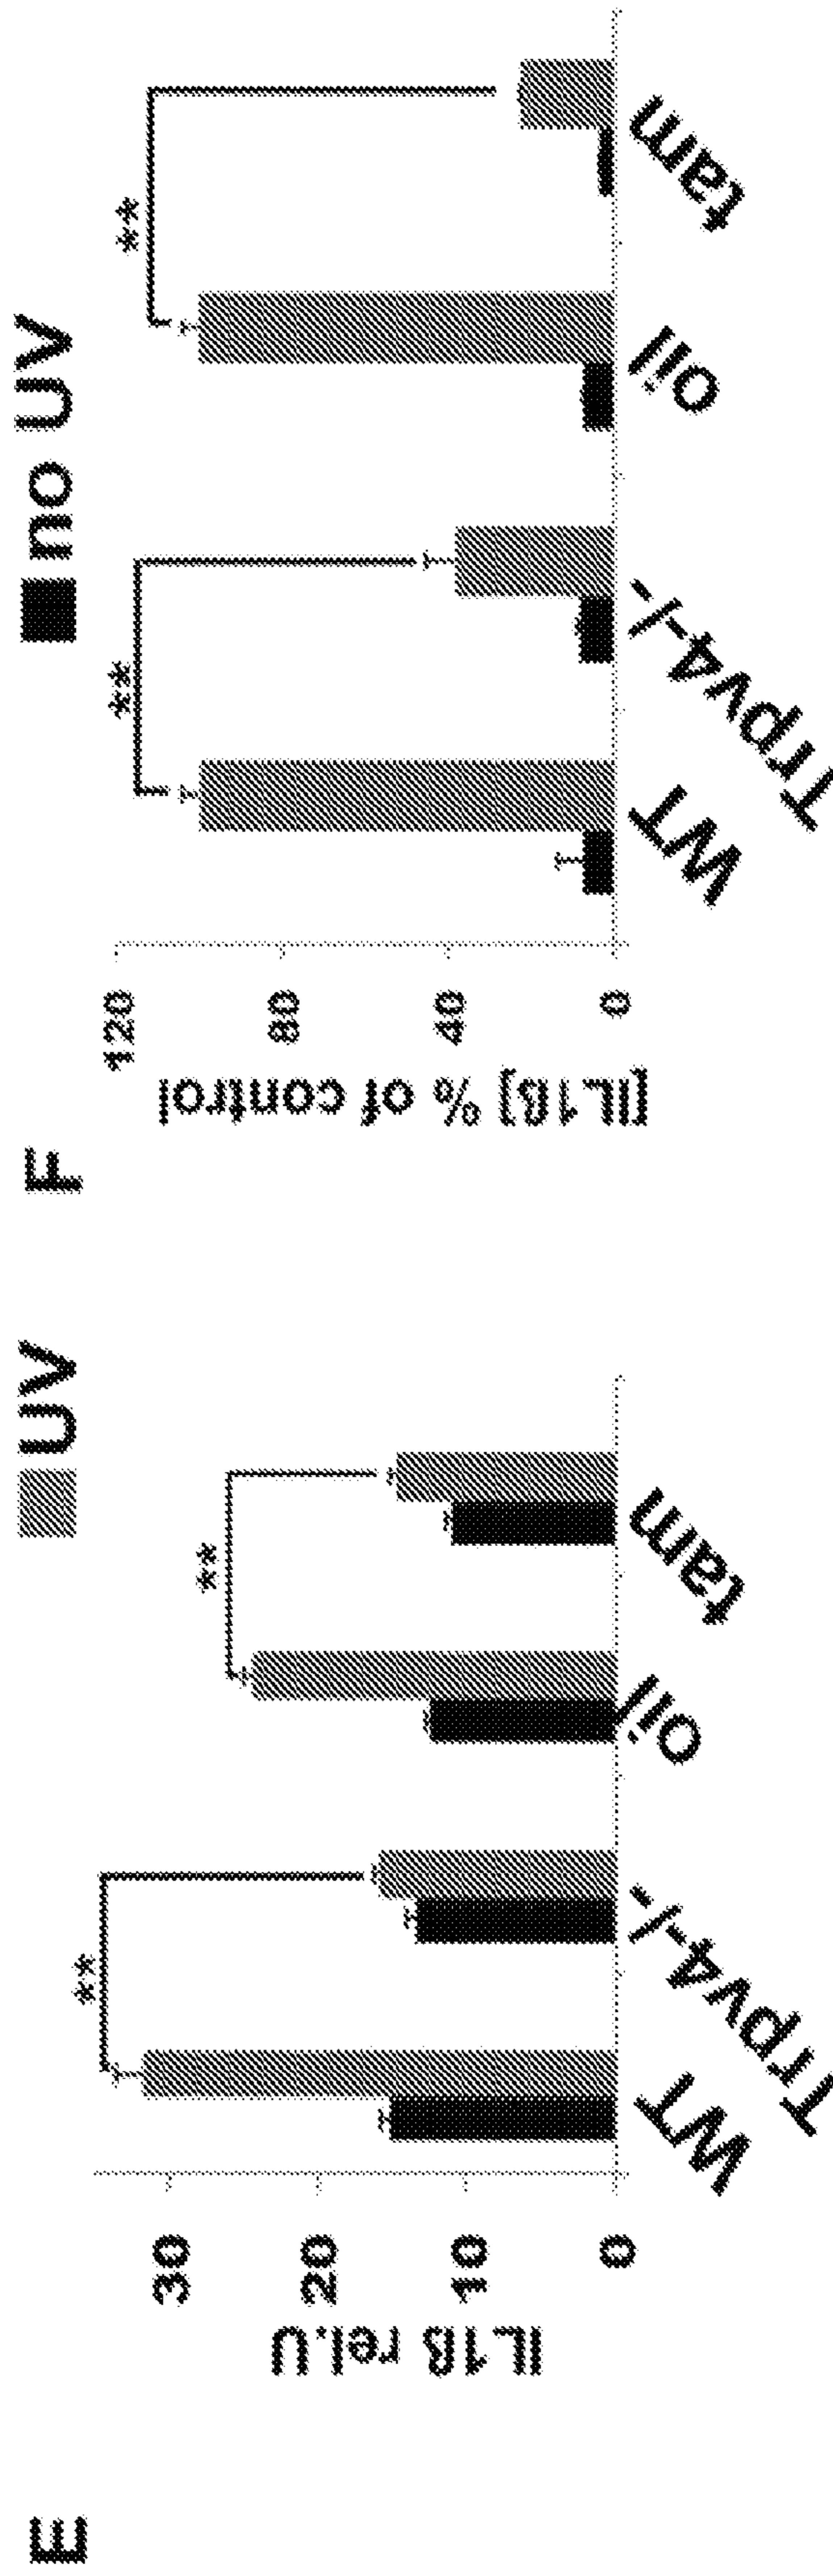 E
UV
IL1ß rel.U
30
20
10
0
**
**
WT
Trpv4-/-
oil
tam
F
no UV
[IL1ß] % of control
120
80
40
0
**
**
WT
Trpv4-/-
oil
tam